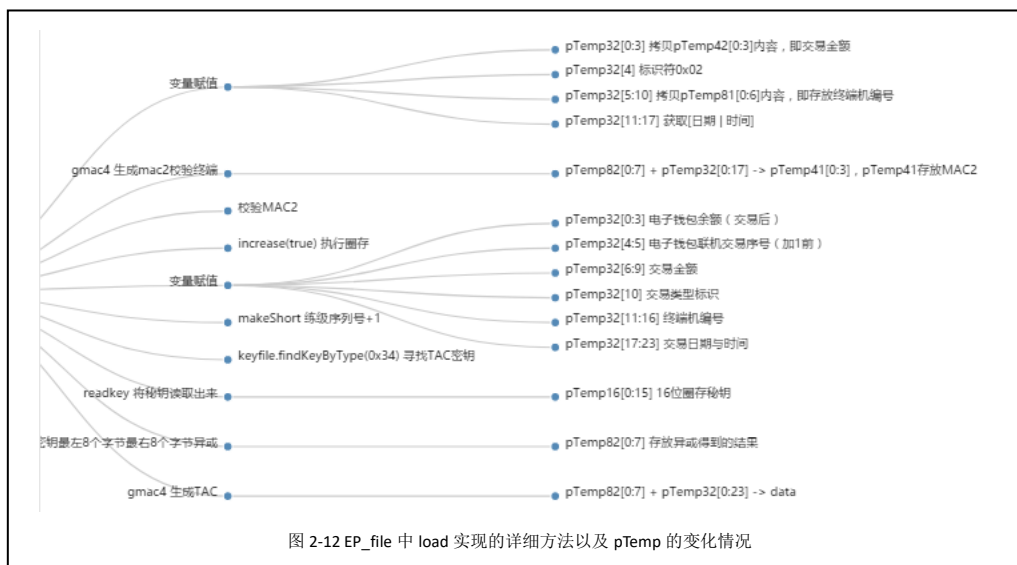 pTemp32[0:3] 拷贝pTemp42[0:3]内容，即交易金额
变量赋值
pTemp32[4] 标识符0x02
pTemp32[5:10] 拷贝pTemp81[0:6]内容，即存放终端机编号
pTemp32[11:17] 获取[日期 | 时间]
gmac4 生成mac2校验终端
pTemp82[0:7] + pTemp32[0:17] -> pTemp41[0:3]，pTemp41存放MAC2
校验MAC2
increase(true) 执行圈存
变量赋值
pTemp32[0:3] 电子钱包余额（交易后）
pTemp32[4:5] 电子钱包联机交易序号（加1前）
pTemp32[6:9] 交易金额
pTemp32[10] 交易类型标识
pTemp32[11:16] 终端机编号
pTemp32[17:23] 交易日期与时间
makeShort 练级序列号+1
keyfile.findKeyByType(0x34) 寻找TAC密钥
readkey 将秘钥读取出来
pTemp16[0:15] 16位圈存秘钥
密钥最左8个字节最右8个字节异或
pTemp82[0:7] 存放异或得到的结果
gmac4 生成TAC
pTemp82[0:7] + pTemp32[0:23] -> data
图 2-12 EP_file 中 load 实现的详细方法以及 pTemp 的变化情况